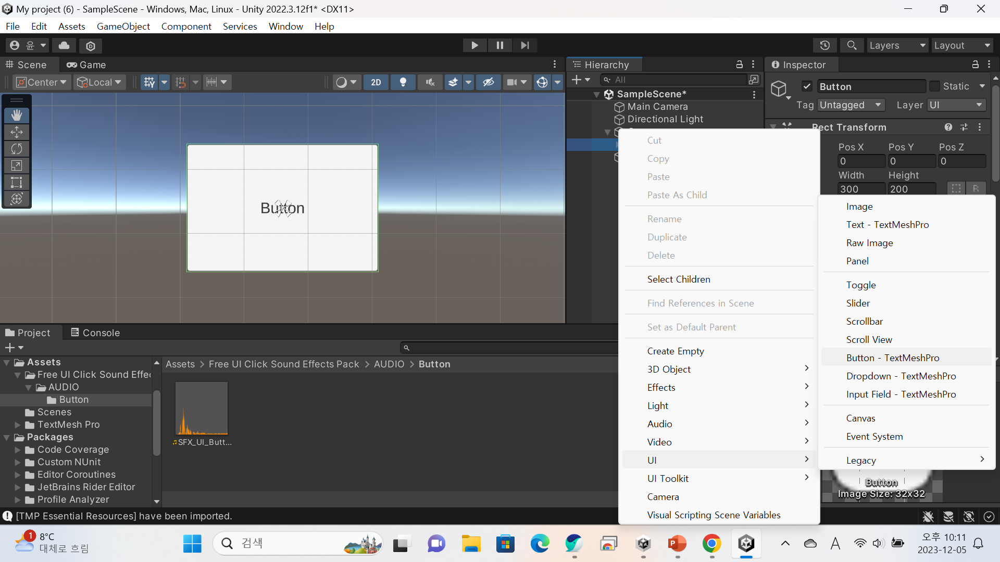 My project (6) - SampleScene - Windows, Mac, Linux - Unity 2022.3.12f1* <DX11>
File Edit Assets GameObject Component Services Window Help
윤
Layers Layout
Scene Game
Hierarchy
Inspector
Center Local
2D
All
Button Static
Tag Untagged Layer UI
SampleScene*
Main Camera
Directional Light
Rect Transform
Pos X Pos Y Pos Z
0 0 0
Width Height
300 200
R
Button
Cut
Copy
Paste
Paste As Child
Rename
Duplicate
Delete
Select Children
Find References in Scene
Set as Default Parent
Create Empty
3D Object
Effects
Light
Audio
Video
UI
UI Toolkit
Camera
Visual Scripting Scene Variables
Image
Text - TextMeshPro
Raw Image
Panel
Toggle
Slider
Scrollbar
Scroll View
Button - TextMeshPro
Dropdown - TextMeshPro
Input Field - TextMeshPro
Canvas
Event System
Legacy
Button
Image Size: 32x32
Project Console
Assets
Free UI Click Sound Effe
AUDIO
Button
Scenes
TextMesh Pro
Packages
Code Coverage
Custom NUnit
Editor Coroutines
JetBrains Rider Editor
Profile Analyzer
Assets > Free UI Click Sound Effects Pack > AUDIO > Button
SFX_UI_Butt...
[TMP Essential Resources] have been imported.
1
8°C
대체로 흐림
검색
A
오후 10:11
2023-12-05